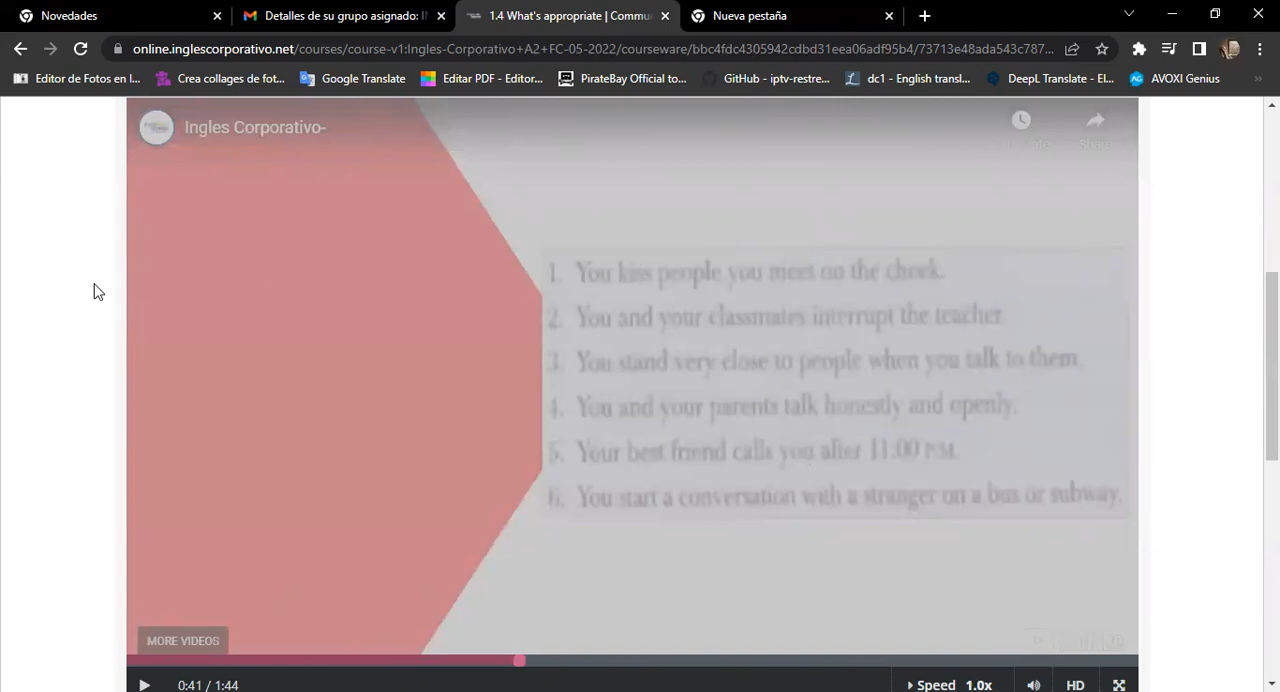 Novedades
Detalles de su grupo asignado: I
1.4 What's appropriate | Commu
Nueva pestaña
online.inglescorporativo.net/courses/course-v1:Ingles-Corporativo+A2+FC-05-2022/courseware/bbc4fdc4305942cdbd31eea06adf95b4/73713e48ada543c787...
Editor de Fotos en l...
Crea collages de fot...
Google Translate
Editar PDF - Editor...
PirateBay Official to...
GitHub - iptv-restre...
dc1 - English transl...
DeepL Translate - El...
AVOXI Genius
»
Ingles Corporativo-
Share
1. You kiss people you meet on the cheek.
2. You and your classmates interrupt the teacher.
3. You stand very close to people when you talk to them.
4. You and your parents talk honestly and openly.
5. Your best friend calls you after 11:00 P.M.
6. You start a conversation with a stranger on a bus or subway.
MORE VIDEOS
0:41 / 1:44
Speed 1.0x
HD